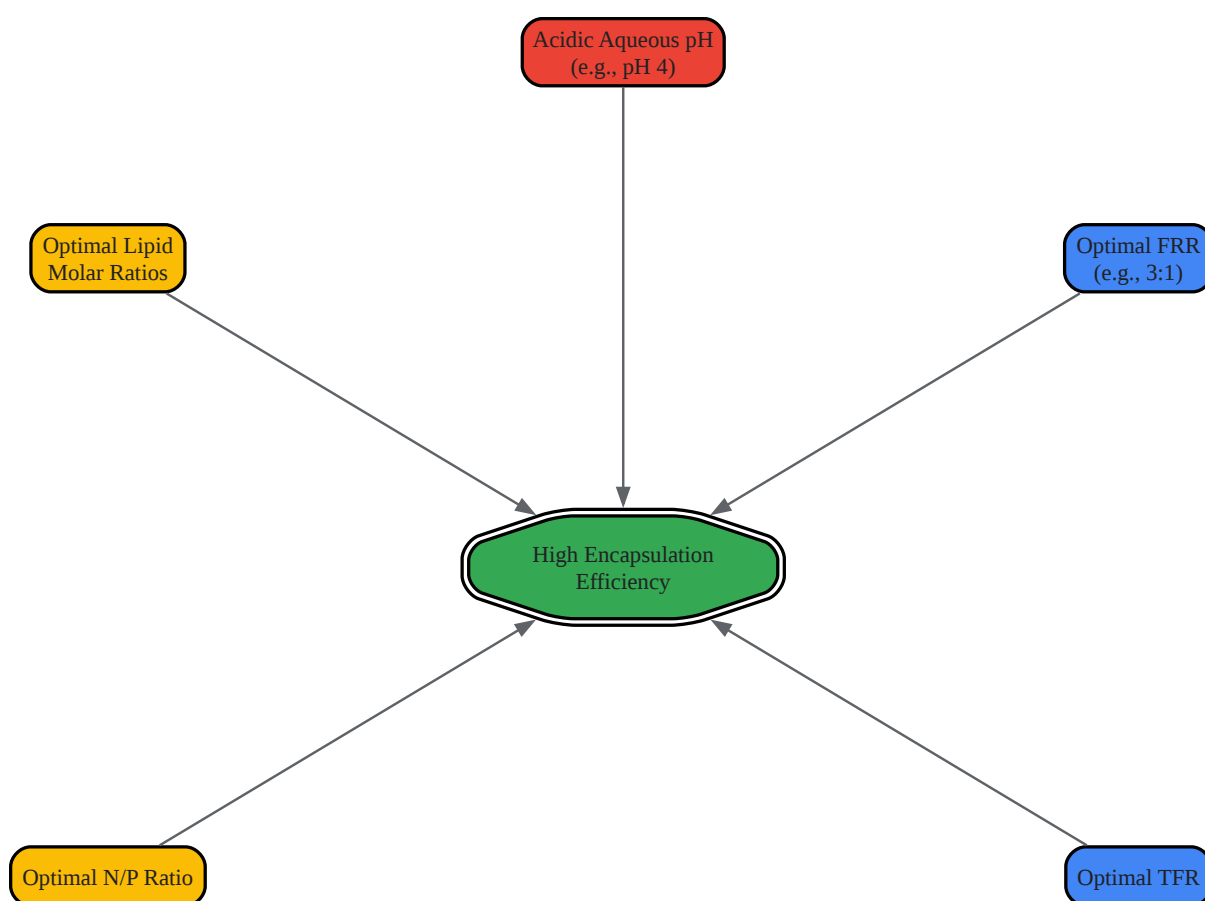 Acidic Aqueous pH
(e.g., pH 4)
Optimal Lipid
Molar Ratios
Optimal FRR
(e.g., 3:1)
High Encapsulation
Efficiency
Optimal N/P Ratio
Optimal TFR